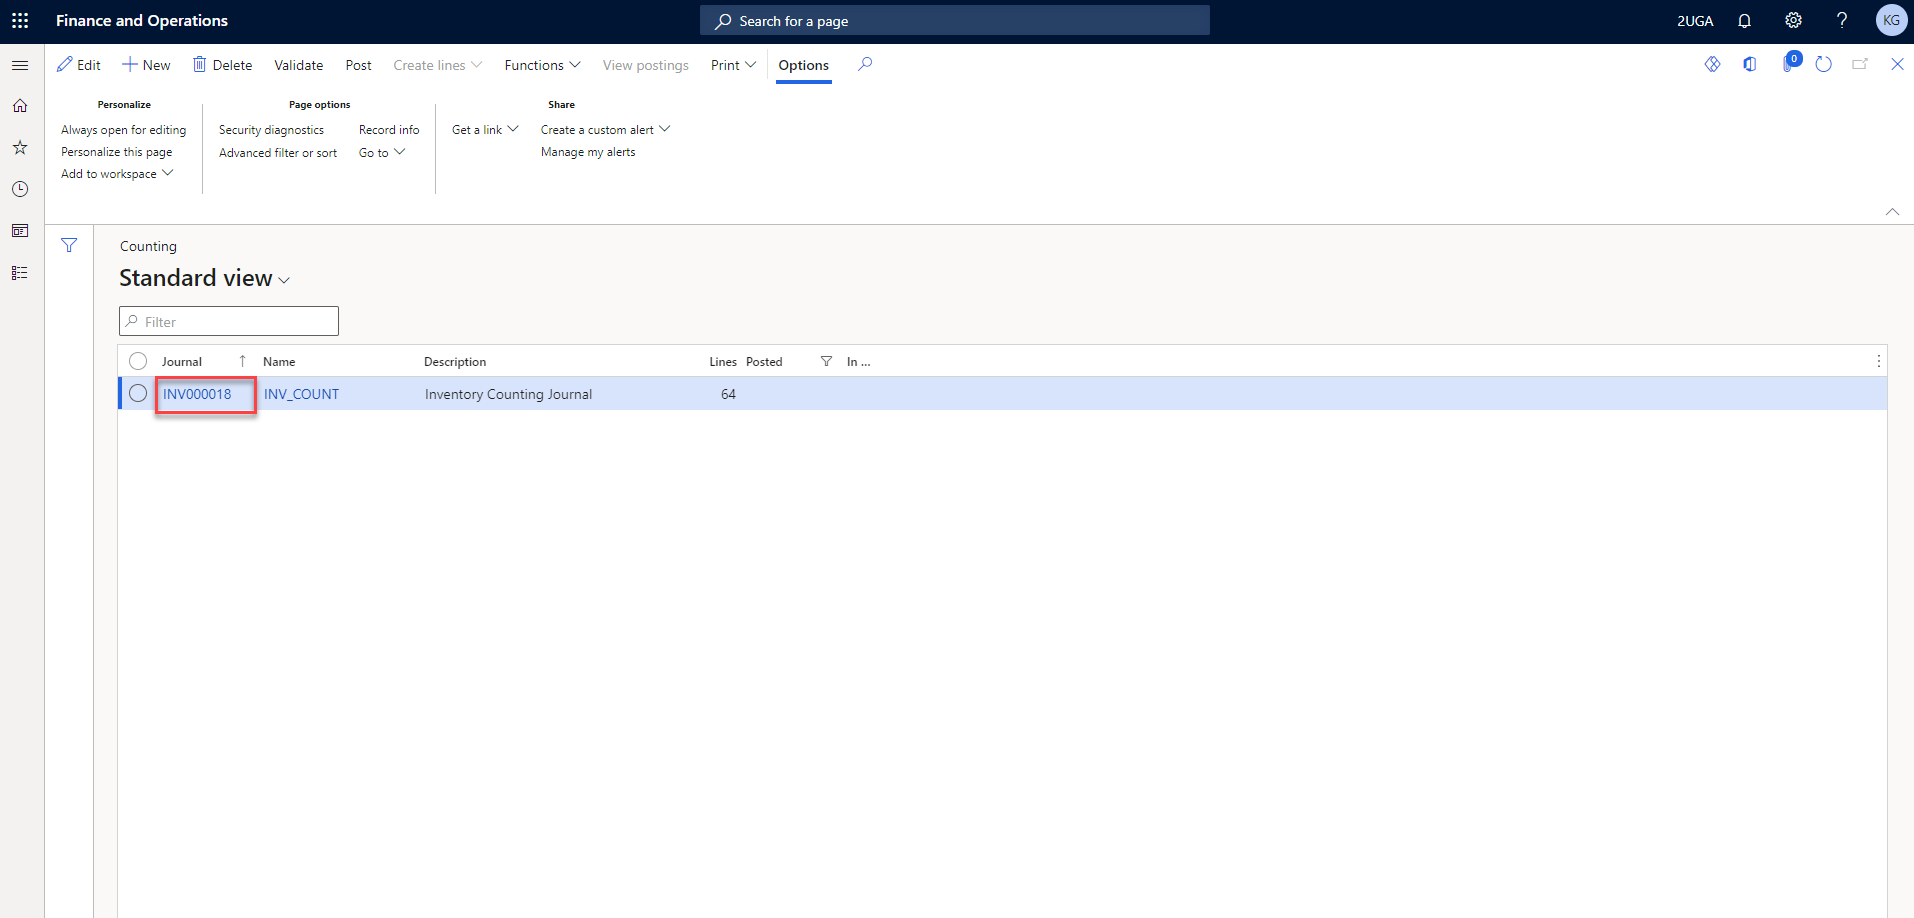 Finance and Operations
Search for a page
2UGA
KG
Edit New Delete Validate Post Create lines Functions View postings Print Options
0
Personalize
Always open for editing
Personalize this page
Add to workspace
Page options
Security diagnostics Record info
Advanced filter or sort Go to
Share
Get a link Create a custom alert
Manage my alerts
Counting
Standard view
Filter
Journal Name Description Lines Posted In ...
INV000018 INV_COUNT Inventory Counting Journal 64